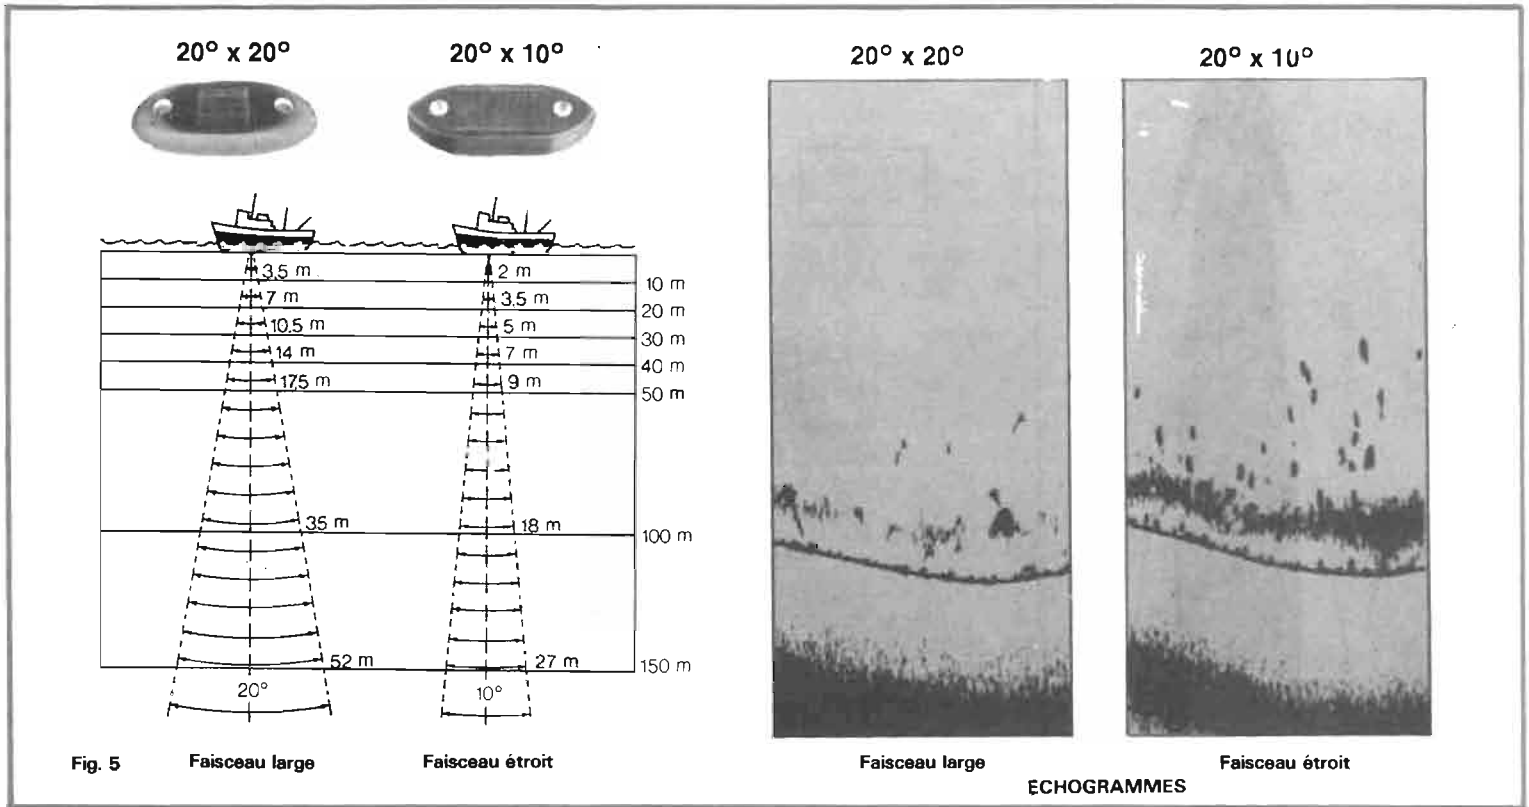 20° x 20°
20° x 10°
20° x 20°
20° x 10°
3,5 m
2 m
10 m
7 m
3,5 m
20 m
10,5 m
5 m
30 m
14 m
7 m
40 m
17,5 m
9 m
50 m
35 m
18 m
100 m
52 m
27 m
150 m
20°
10°
Fig. 5
Faisceau large
Faisceau étroit
Faisceau large
Faisceau étroit
ECHOGRAMMES